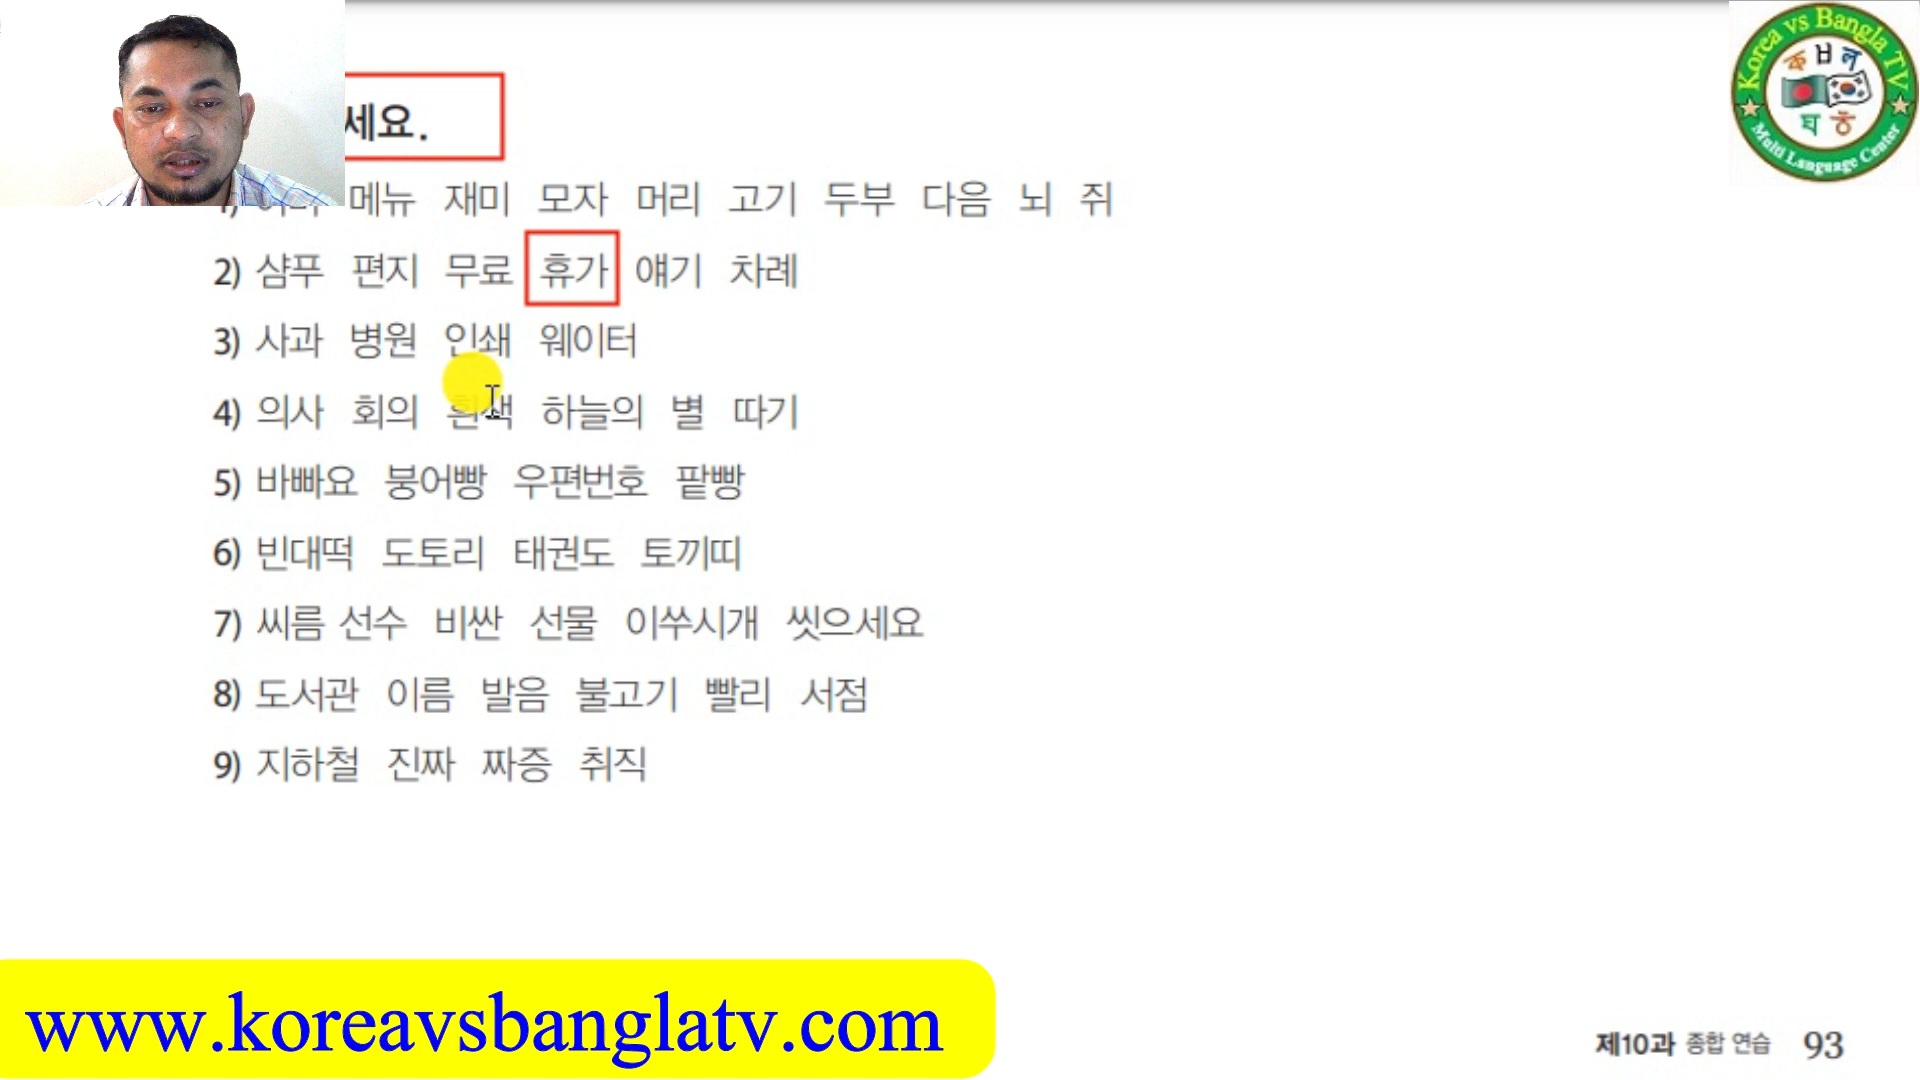 세요.
메뉴 재미 모자 머리 고기 두부 다음 뇌 쥐
2) 샴푸 편지 무료 휴가 얘기 차례
3) 사과 병원 인쇄 웨이터
4) 의사 회의 흰색 하늘의 별 따기
5) 바빠요 붕어빵 우편번호 팥빵
6) 빈대떡 도토리 태권도 토끼띠
7) 씨름 선수 비싼 선물 이쑤시개 씻으세요
8) 도서관 이름 발음 불고기 빨리 서점
9) 지하철 진짜 짜증 취직
www.koreavsbanglatv.com
제10과 종합 연습 93
Korea vs Bangla TV
ক ㅂ ল
ঘ ㅎ
Multi Language Center